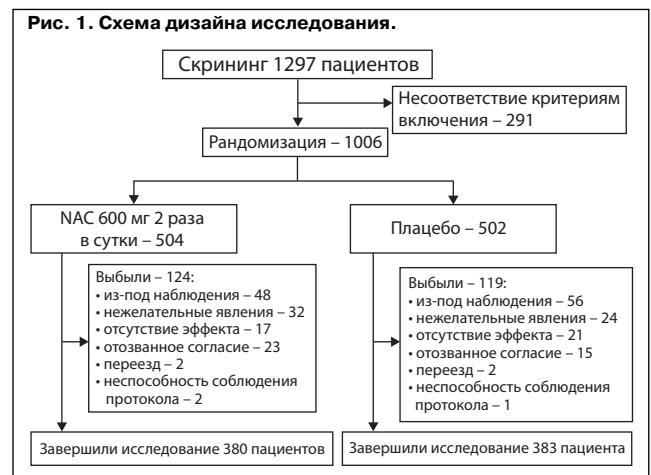 Рис. 1. Схема дизайна исследования.
Скрининг 1297 пациентов
Несоответствие критериям
включения – 291
Рандомизация – 1006
NAC 600 мг 2 раза
в сутки – 504
Плацебо – 502
Выбыли – 124:
• из-под наблюдения – 48
• нежелательные явления – 32
• отсутствие эффекта – 17
• отозванное согласие – 23
• переезд – 2
• неспособность соблюдения
протокола – 2
Выбыли – 119:
• из-под наблюдения – 56
• нежелательные явления – 24
• отсутствие эффекта – 21
• отозванное согласие – 15
• переезд – 2
• неспособность соблюдения
протокола – 1
Завершили исследование 380 пациентов
Завершили исследование 383 пациента